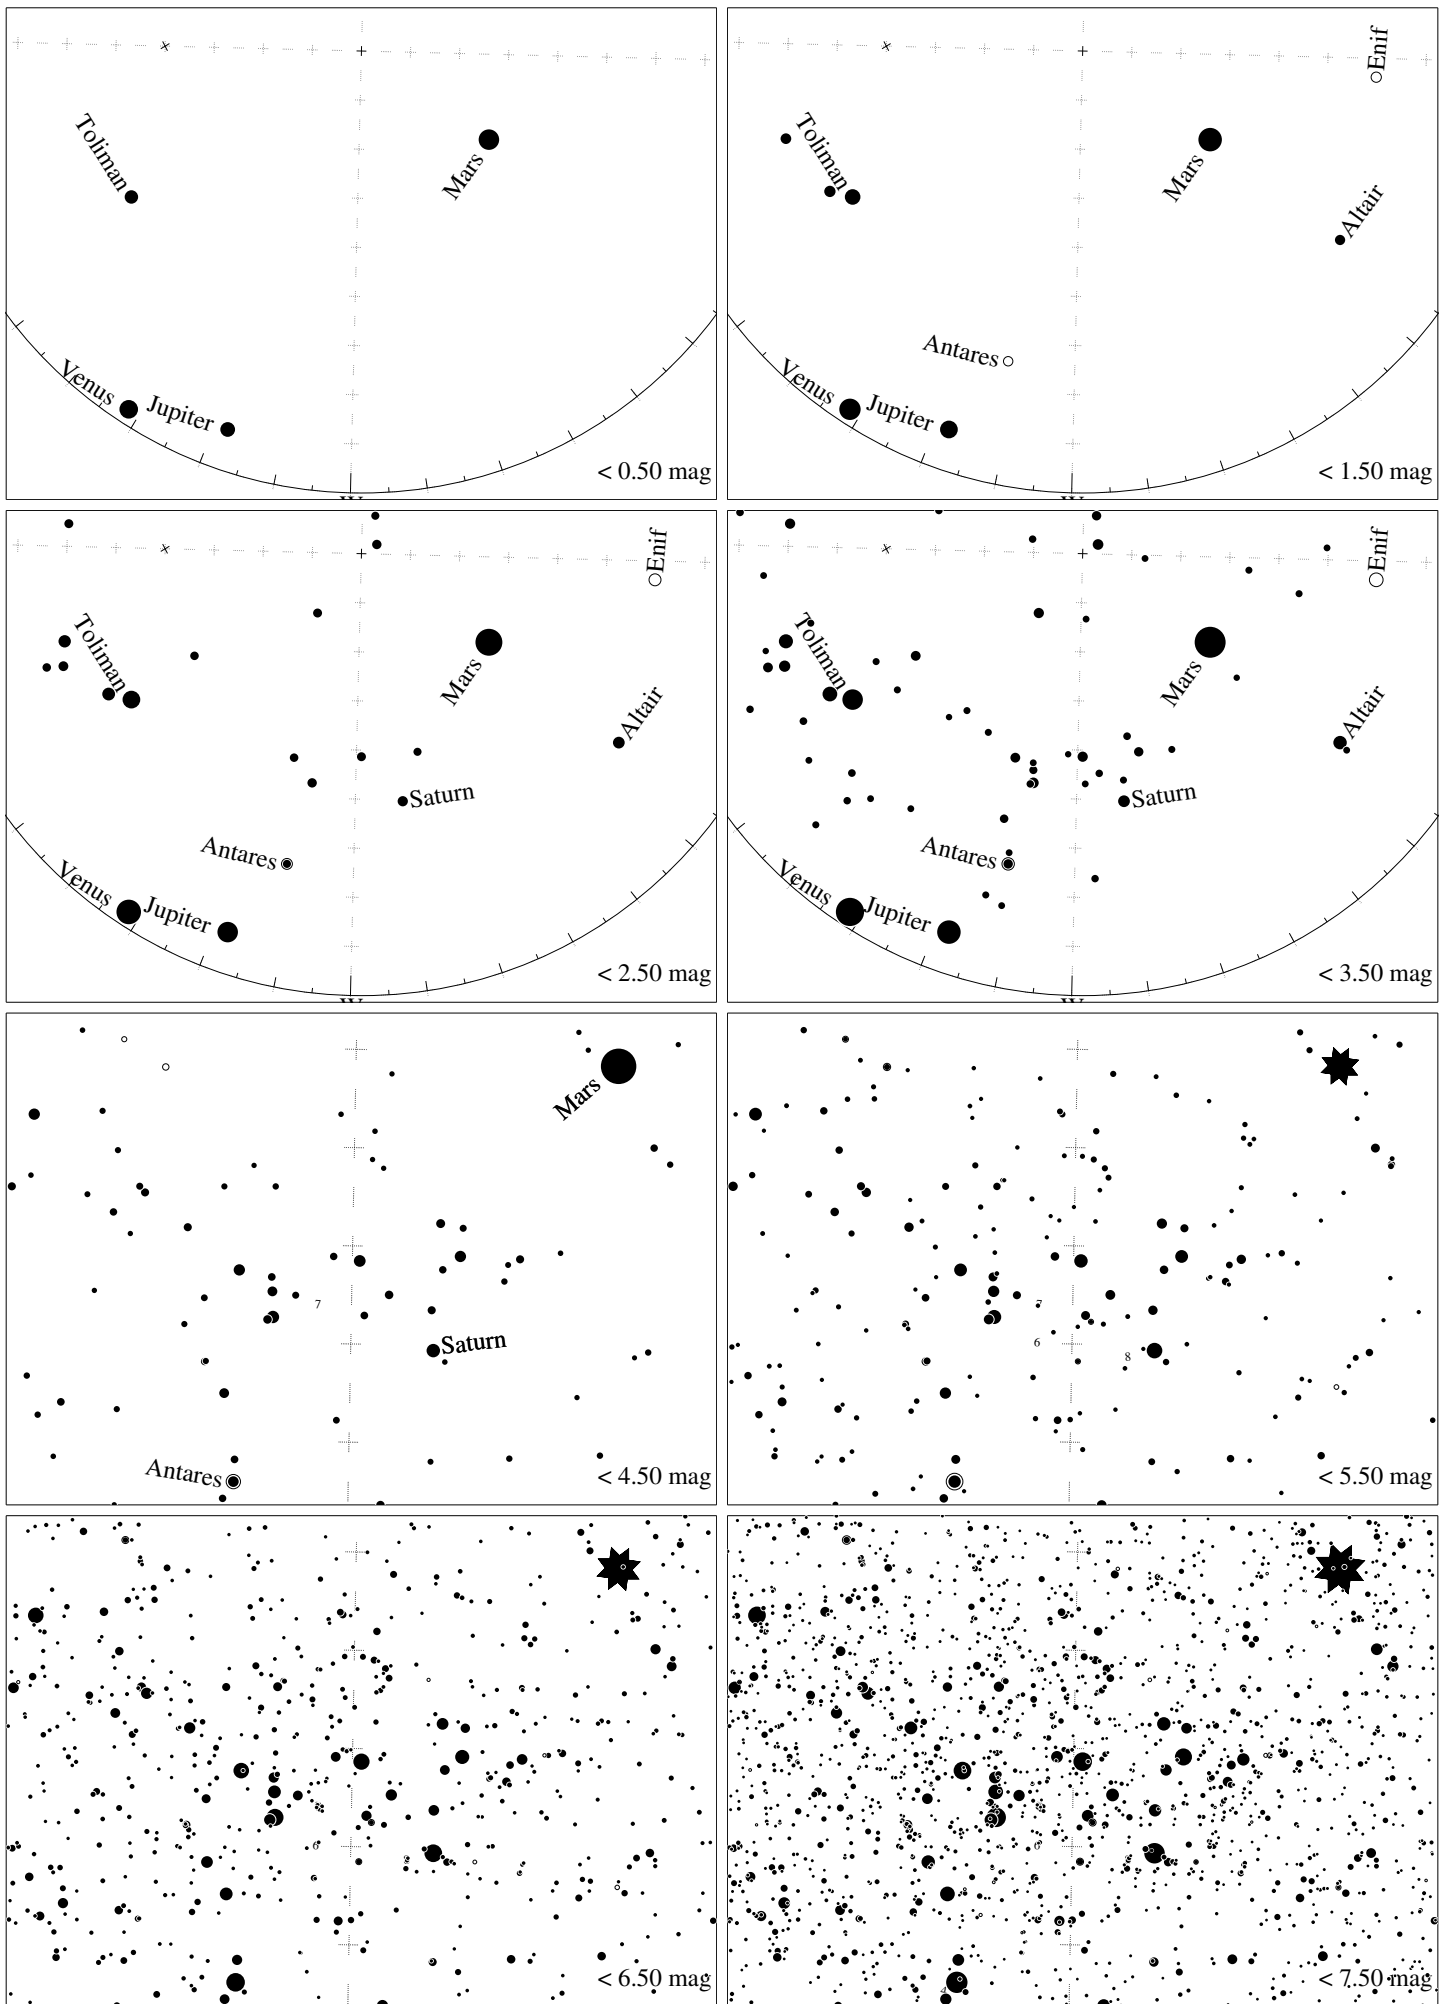 Toliman
Mars
Venus
Jupiter
< 0.50 mag
Enif
Toliman
Mars
Altair
Antares
Venus
Jupiter
< 1.50 mag
Enif
Toliman
Mars
Altair
Saturn
Antares
Venus
Jupiter
< 2.50 mag
Enif
Toliman
Mars
Altair
Saturn
Antares
Venus
Jupiter
< 3.50 mag
Mars
7
Saturn
Antares
< 4.50 mag
7
6
8
< 5.50 mag
6
< 6.50 mag
6
4
< 7.50 mag